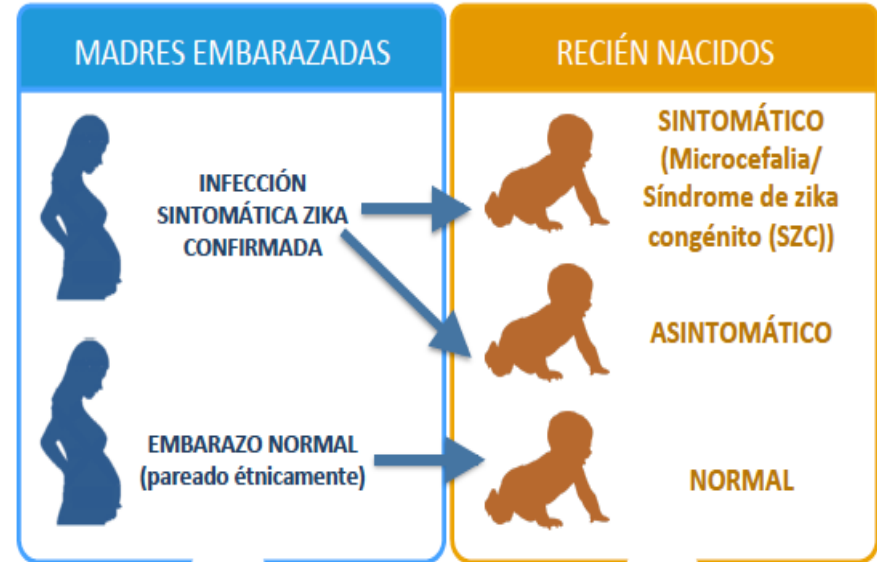 MADRES EMBARAZADAS
RECIÉN NACIDOS
INFECCIÓN
SINTOMÁTICA ZIKA
CONFIRMADA
SINTOMÁTICO
(Microcefalia/
Síndrome de zika
congénito (SZC))
ASINTOMÁTICO
EMBARAZO NORMAL
(pareado étnicamente)
NORMAL